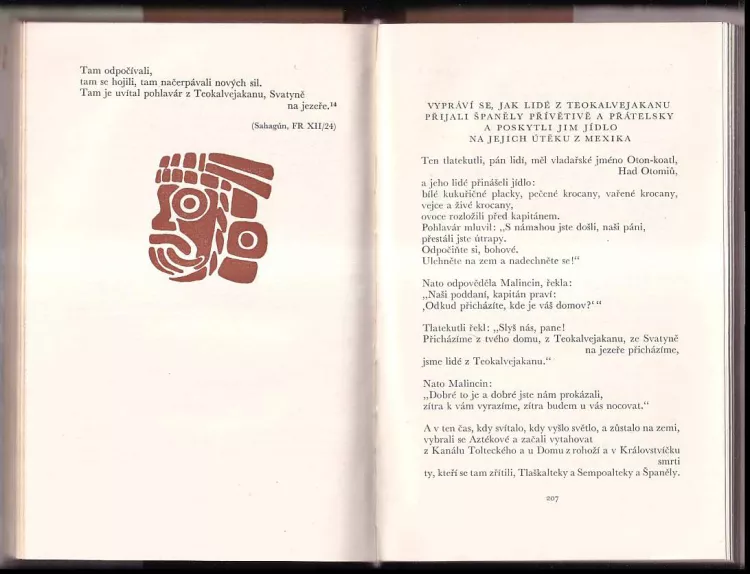 Tam odpočívali,
tam se hojili, tam načerpávali nových sil.
Tam je uvítal pohlavár z Teokalvejakanu, Svatyně
na jezeře.¹⁴
(Sahagún, FR XII/24)
VYPRÁVÍ SE, JAK LIDÉ Z TEOKALVEJAKANU
PŘIJALI ŠPANĚLY PŘÍVĚTIVĚ A PŘÁTELSKY
A POSKYTLI JIM JÍDLO
NA JEJICH ÚTĚKU Z MEXIKA
Ten tlatekutli, pán lidí, měl vladařské jméno Oton-koatl,
Had Otomiů,
a jeho lidé přinášeli jídlo:
bílé kukuřičné placky, pečené krocany, vařené krocany,
vejce a živé krocany,
ovoce rozložili před kapitánem.
Pohlavár mluvil: „S námahou jste došli, naši páni,
přestáli jste útrapy.
Odpočiňte si, bohové.
Ulehněte na zem a nadechněte se!“
Nato odpověděla Malincin, řekla:
„Naši poddaní, kapitán praví:
‚Odkud přicházíte, kde je váš domov?‘ “
Tlatekutli řekl: „Slyš nás, pane!
Přicházíme z tvého domu, z Teokalvejakanu, ze Svatyně
na jezeře přicházíme,
jsme lidé z Teokalvejakanu.“
Nato Malincin:
„Dobré to je a dobré jste nám prokázali,
zítra k vám vyrazíme, zítra budem u vás nocovat.“
A v ten čas, kdy svítalo, kdy vyšlo světlo, a zůstalo na zemi,
vybrali se Aztékové a začali vytahovat
z Kanálu Tolteckého a u Domu z rohoží a v Královstvíčku
smrti
ty, kteří se tam zřítili, Tlaškalteky a Sempoalteky a Španěly.
207